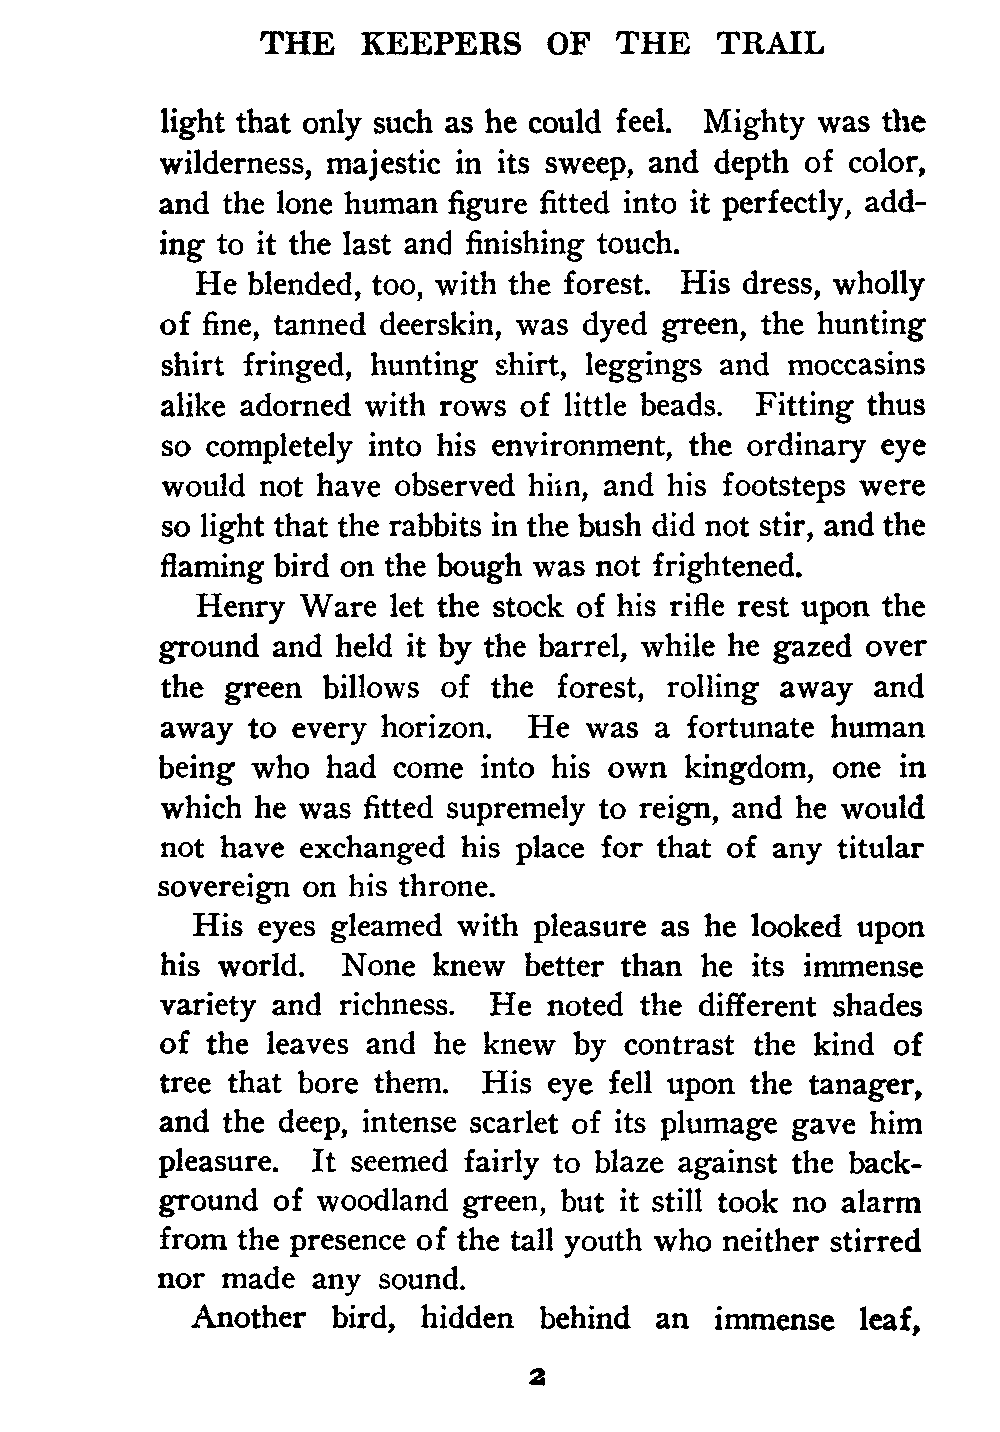 THE KEEPERS OF THE TRAIL
light that only such as he could feel. Mighty was the
wilderness, majestic in its sweep, and depth of color,
and the lone human figure fitted into it perfectly, add-
ing to it the last and finishing touch.
He blended, too, with the forest. His dress, wholly
of fine, tanned deerskin, was dyed green, the hunting
shirt fringed, hunting shirt, leggings and moccasins
alike adorned with rows of little beads. Fitting thus
so completely into his environment, the ordinary eye
would not have observed him, and his footsteps were
so light that the rabbits in the bush did not stir, and the
flaming bird on the bough was not frightened.
Henry Ware let the stock of his rifle rest upon the
ground and held it by the barrel, while he gazed over
the green billows of the forest, rolling away and
away to every horizon. He was a fortunate human
being who had come into his own kingdom, one in
which he was fitted supremely to reign, and he would
not have exchanged his place for that of any titular
sovereign on his throne.
His eyes gleamed with pleasure as he looked upon
his world. None knew better than he its immense
variety and richness. He noted the different shades
of the leaves and he knew by contrast the kind of
tree that bore them. His eye fell upon the tanager,
and the deep, intense scarlet of its plumage gave him
pleasure. It seemed fairly to blaze against the back-
ground of woodland green, but it still took no alarm
from the presence of the tall youth who neither stirred
nor made any sound.
Another bird, hidden behind an immense leaf,
2